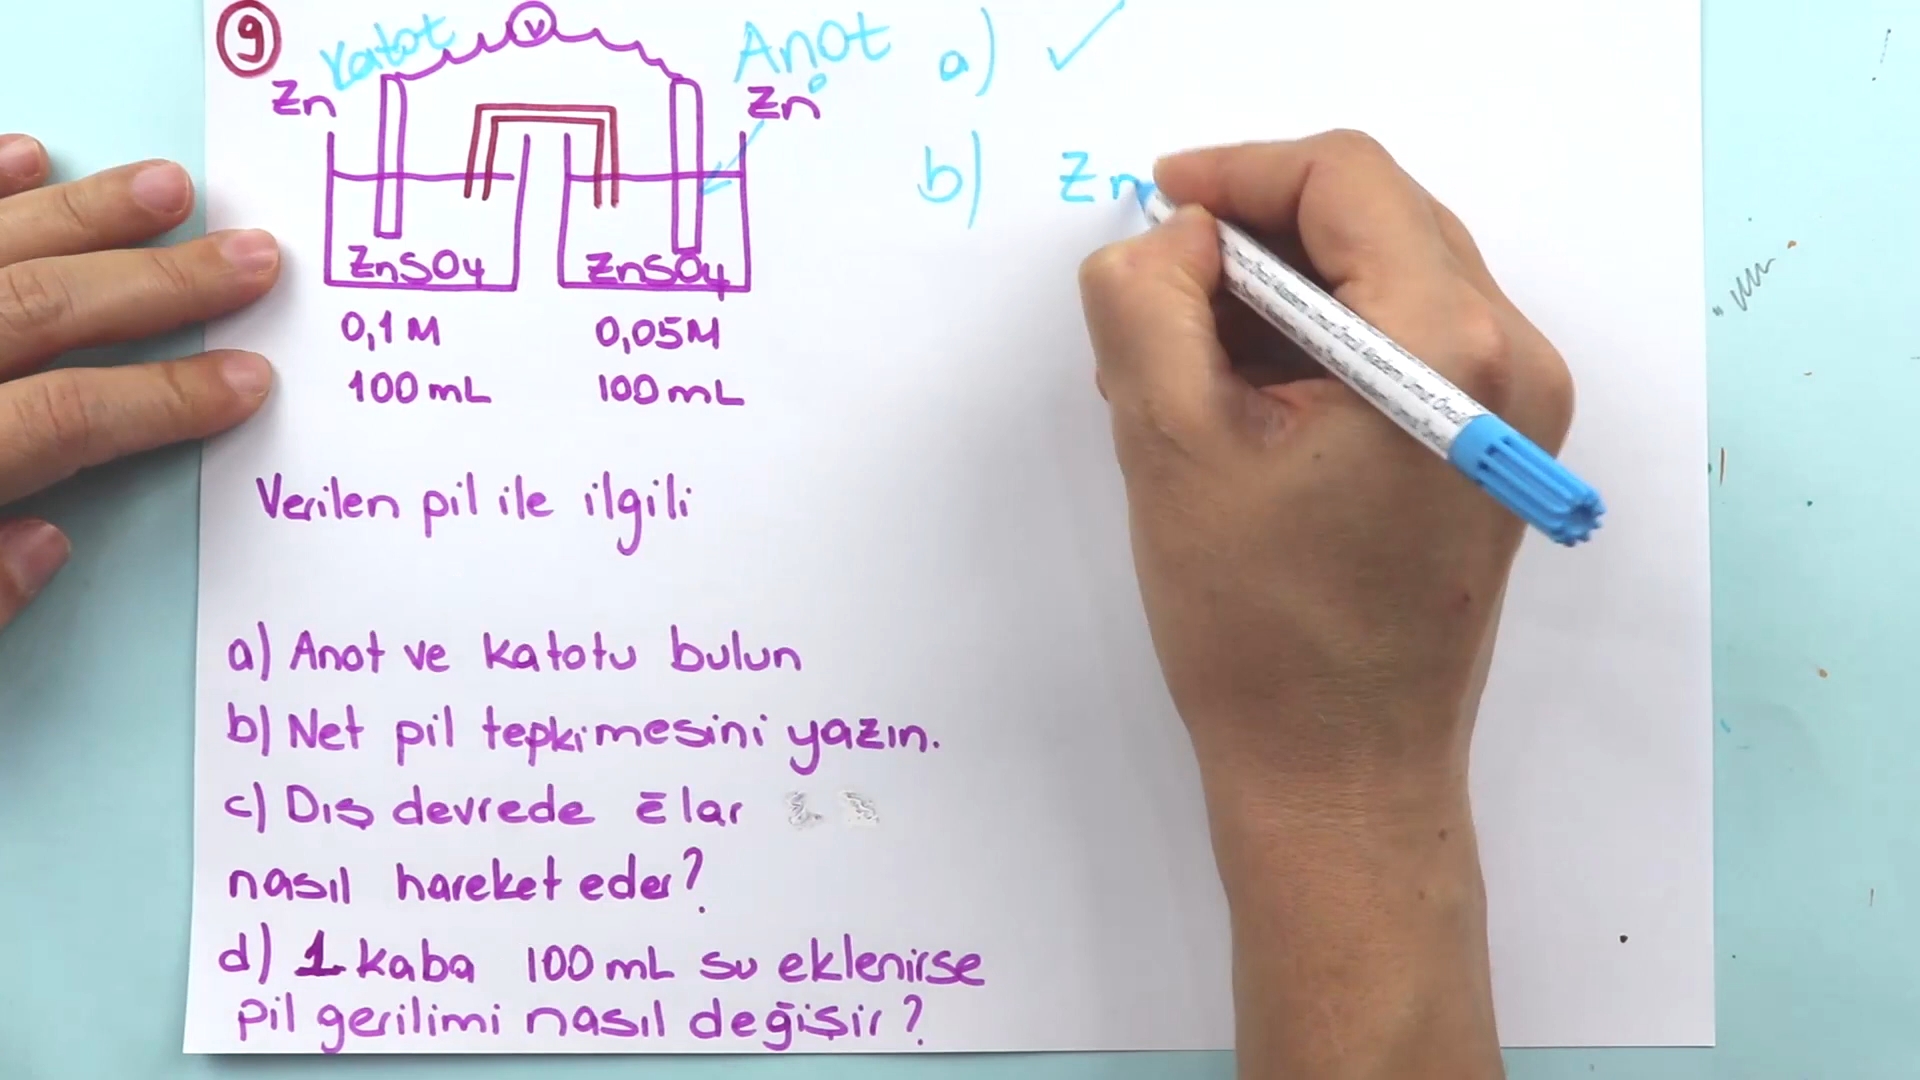 9
Katot
V
Anot
a) ✓
Zn
Zn
b) Zn
ZnSO4
ZnSO4
0,1 M
0,05M
100 mL
100 mL
Verilen pil ile ilgili
a) Anot ve katotu bulun
b) Net pil tepkimesini yazın.
c) Dış devrede ē lar
nasıl hareket eder?
d) 1. kaba 100 mL su eklenirse
pil gerilimi nasıl değişir?